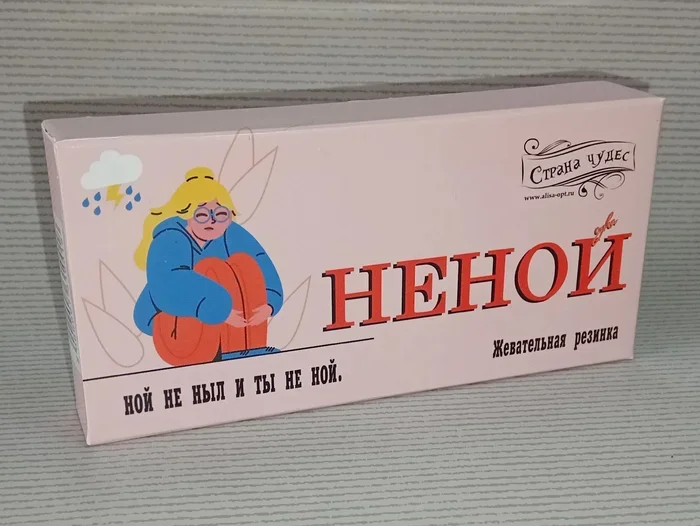 Страна чудес
www.alisa-opt.ru
НЕНОЙ
Жевательная резинка
НОЙ НЕ НЫЛ И ТЫ НЕ НОЙ.